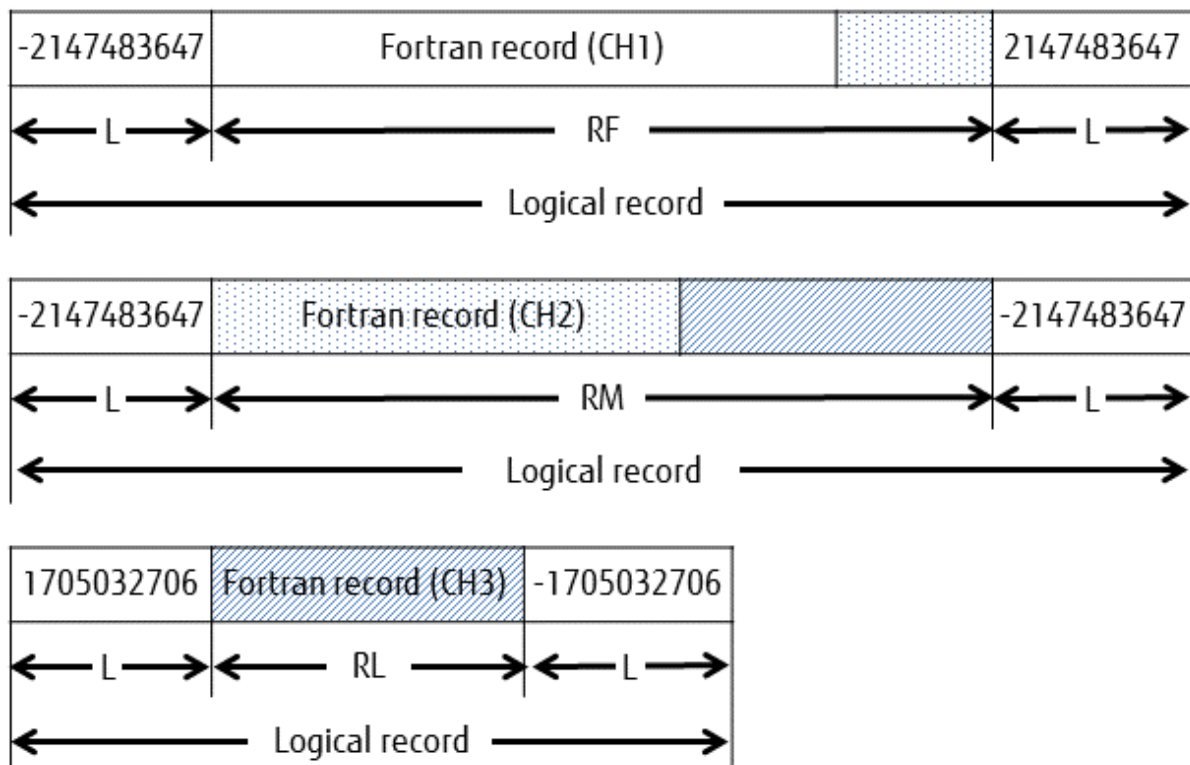 -2147483647 Fortran record (CH1) 2147483647
L RF L
Logical record
-2147483647 Fortran record (CH2) -2147483647
L RM L
Logical record
1705032706 Fortran record (CH3) -1705032706
L RL L
Logical record